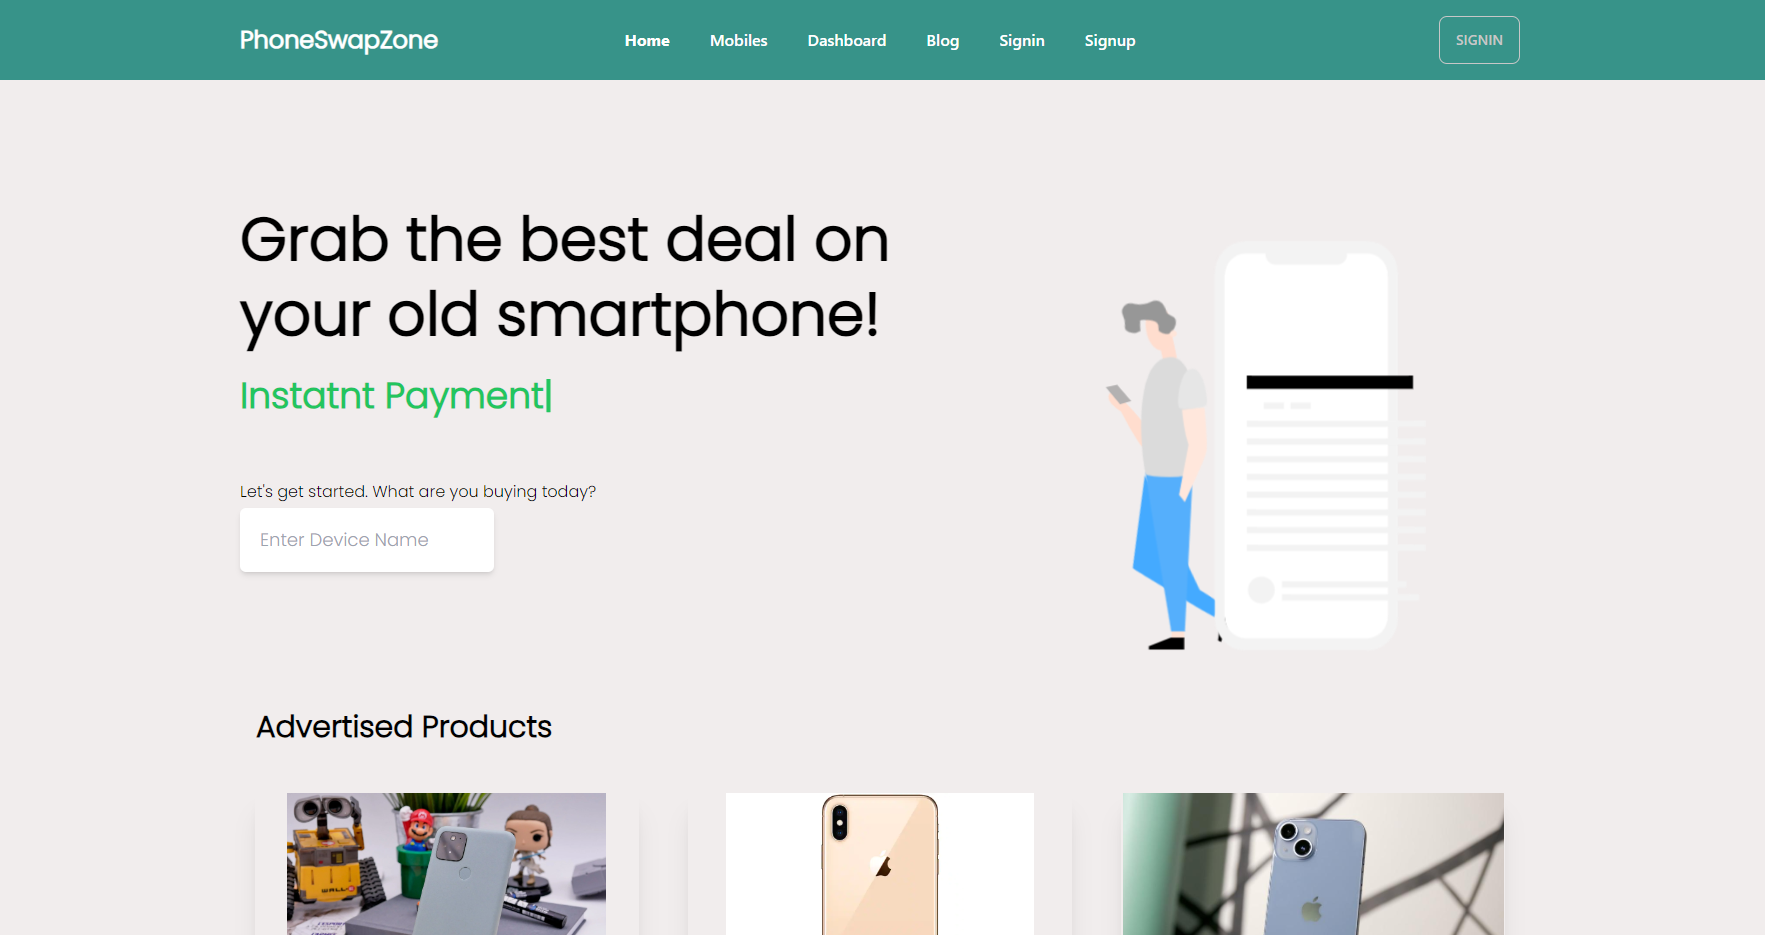 PhoneSwapZone
Home Mobiles Dashboard Blog Signin Signup
SIGNIN
Grab the best deal on
your old smartphone!
Instatnt Payment|
Let's get started. What are you buying today?
Enter Device Name
Advertised Products
WALL-E